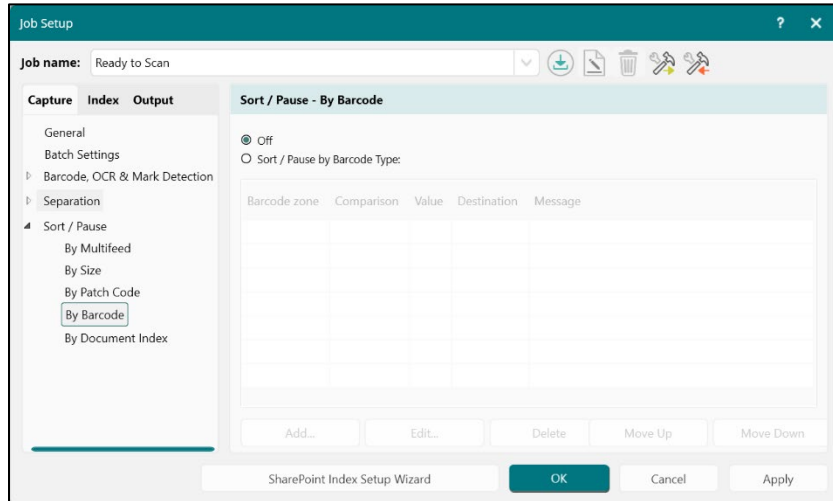 Job Setup
? ×
Job name: Ready to Scan
Capture Index Output
General
Batch Settings
Barcode, OCR & Mark Detection
Separation
Sort / Pause
By Multifeed
By Size
By Patch Code
By Barcode
By Document Index
Sort / Pause - By Barcode
Off
Sort / Pause by Barcode Type:
Barcode zone Comparison Value Destination Message
Add... Edit... Delete Move Up Move Down
SharePoint Index Setup Wizard OK Cancel Apply